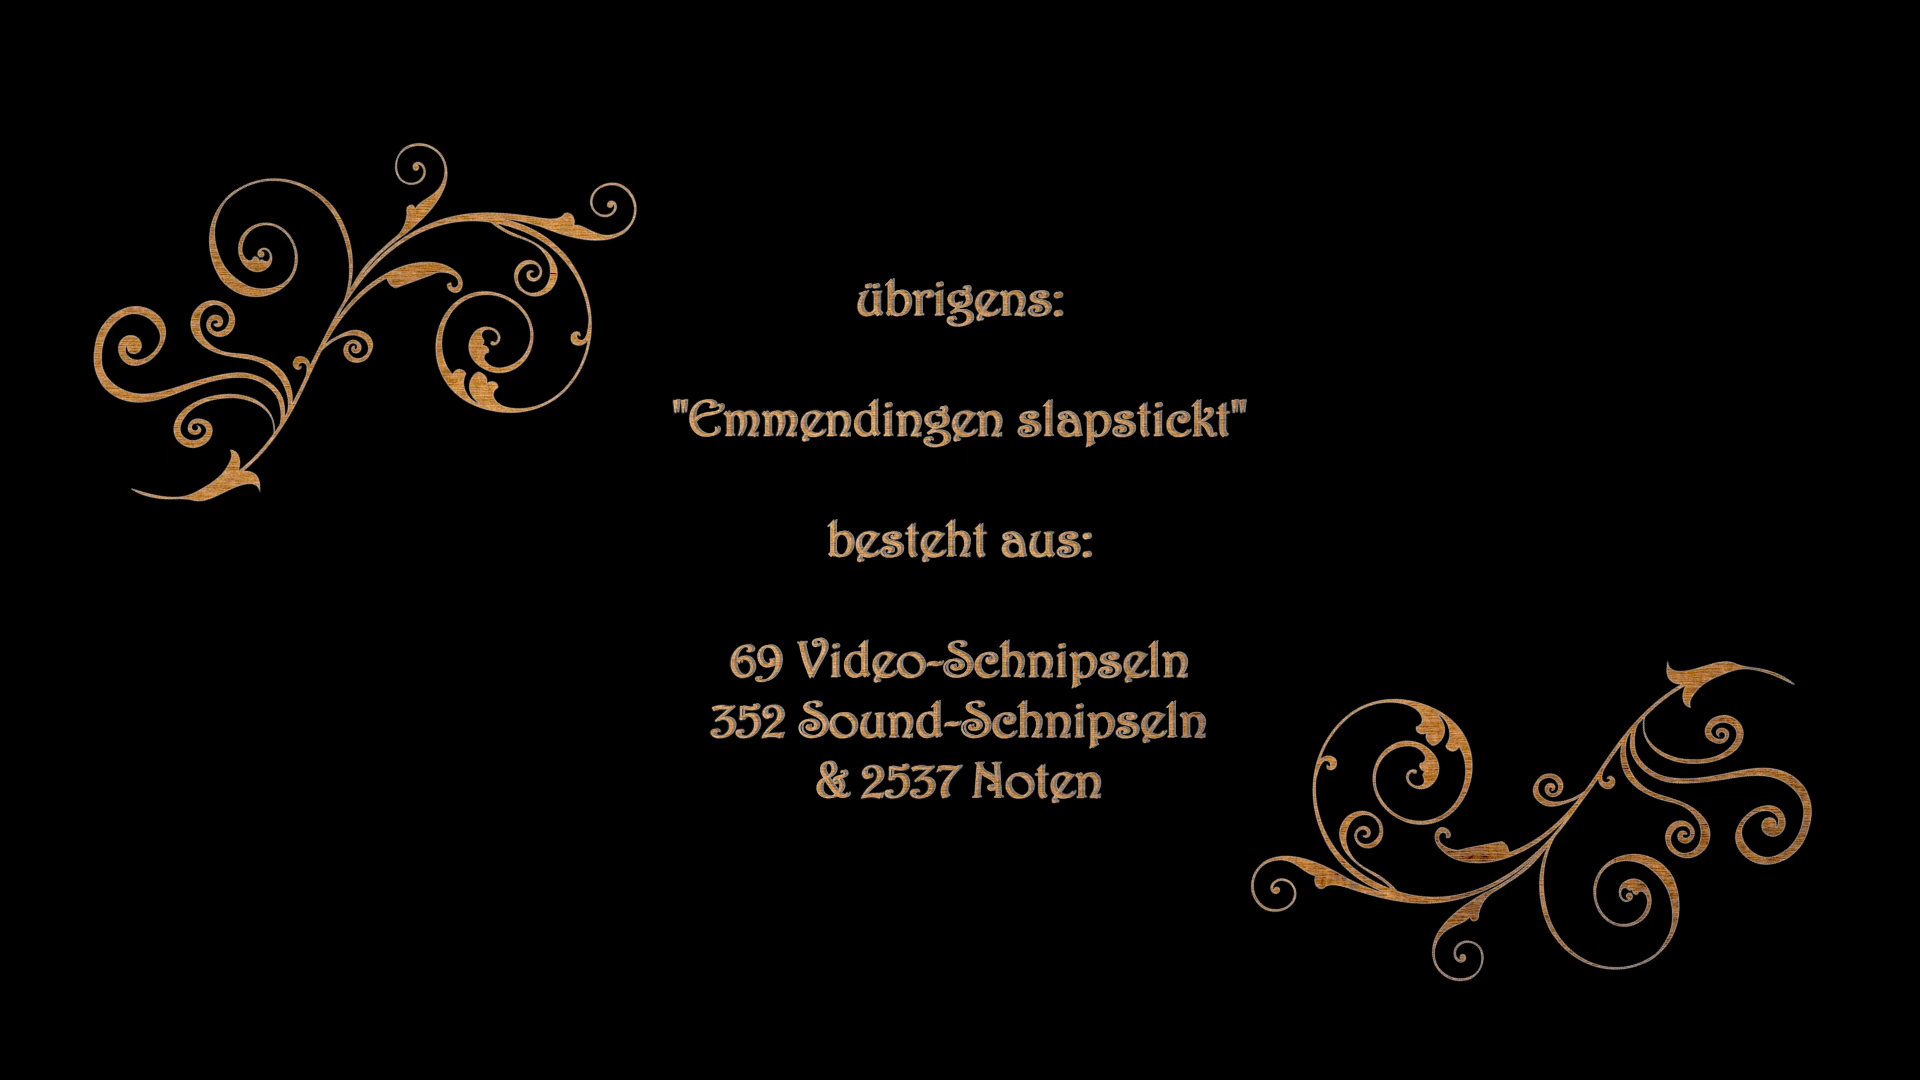 übrigens:
"Emmendingen slapstickt"
besteht aus:
69 Video-Schnipseln
352 Sound-Schnipseln
& 2537 Noten